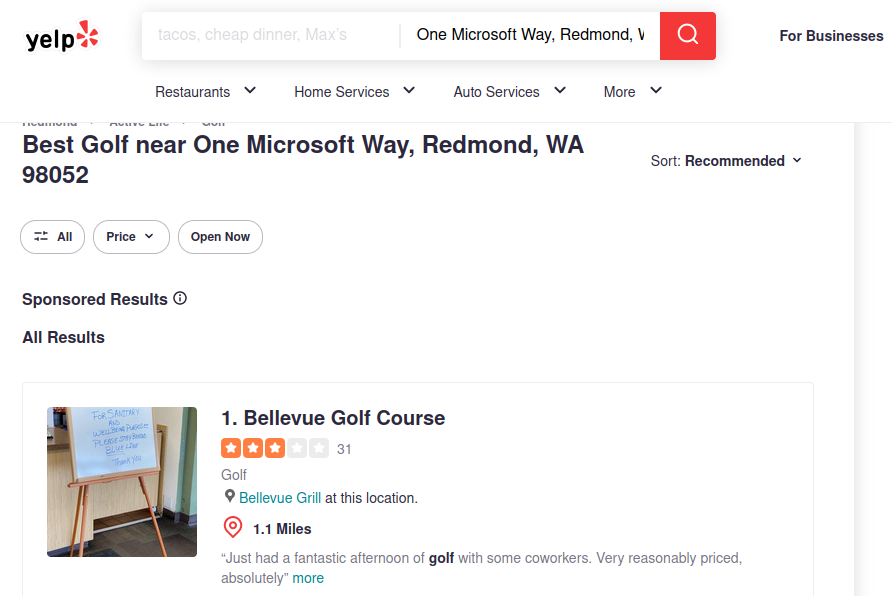 yelp
tacos, cheap dinner, Max's
One Microsoft Way, Redmond, W
For Businesses
Restaurants
Home Services
Auto Services
More
Redmond
Active Life
Golf
Best Golf near One Microsoft Way, Redmond, WA
98052
Sort: Recommended
All
Price
Open Now
Sponsored Results
All Results
FOR SANITARY
AND
WELLBEING PURPOSES
PLEASE STAY BEHIND
BLUE LINE
Thank You
1. Bellevue Golf Course
31
Golf
Bellevue Grill at this location.
1.1 Miles
“Just had a fantastic afternoon of golf with some coworkers. Very reasonably priced,
absolutely” more